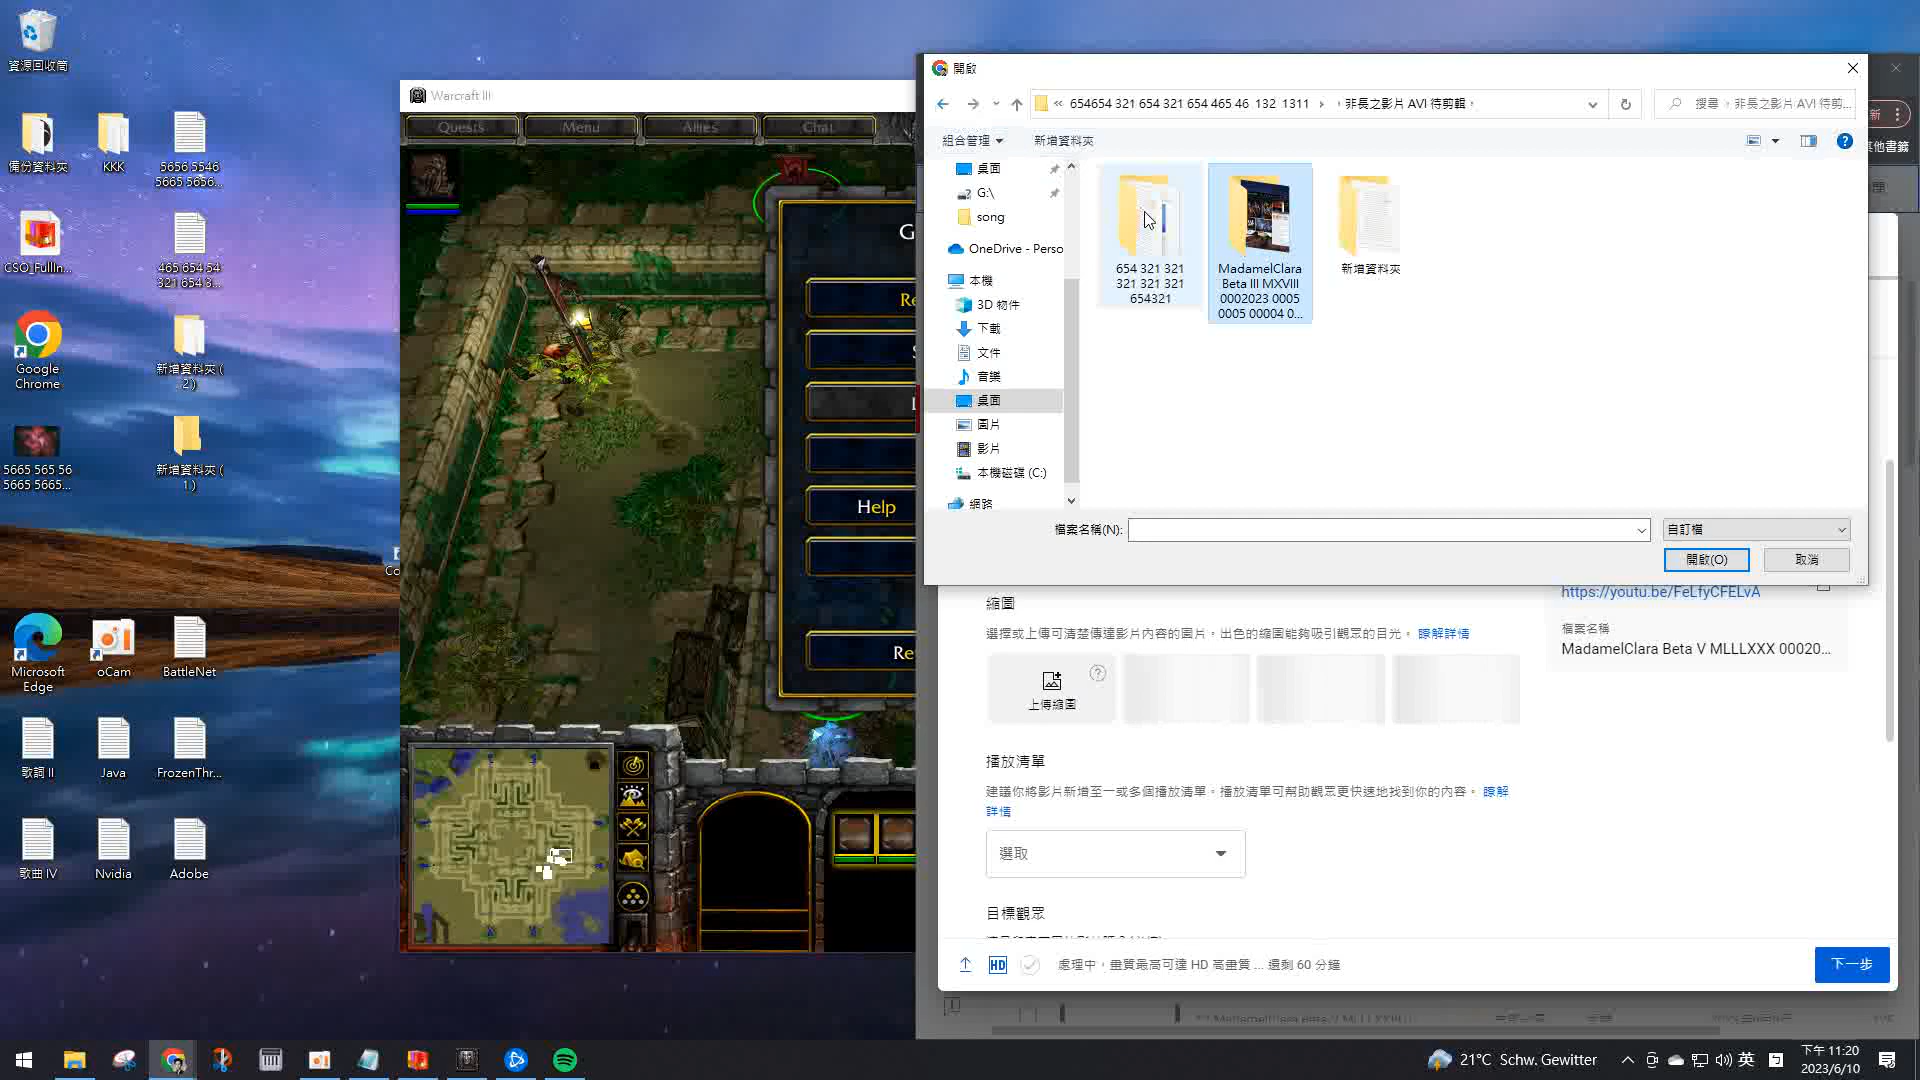 資源回收筒
備份資料夾
KKK
5656 5546
5665 5656...
CSO_FullIn...
465 654 54
321 654 3...
Google
Chrome
新增資料夾 (
2 )
5665 565 56
5665 5665...
新增資料夾 (
1 )
Microsoft
Edge
oCam
BattleNet
歌詞 II
Java
FrozenThr...
歌曲 IV
Nvidia
Adobe
Warcraft III
Quests
Menu
Allies
Chat
Help
開啟
654654 321 654 321 654 465 46 132 1311
，菲長之影片 AVI 待剪輯，
搜尋 ，菲長之影片 AVI 待剪...
組合管理
新增資料夾
桌面
G:\
song
OneDrive - Perso
本機
3D 物件
下載
文件
音樂
桌面
圖片
影片
本機磁碟 (C:)
網路
654 321 321
321 321 321
654321
MadamelClara
Beta III MXVIII
0002023 0005
0005 00004 0...
新增資料夾
檔案名稱(N):
自訂檔
開啟(O)
取消
其他書籤
https://youtu.be/FeLfyCFELvA
檔案名稱
MadamelClara Beta V MLLLXXX 00020...
縮圖
選擇或上傳可清楚傳達影片內容的圖片。出色的縮圖能夠吸引觀眾的目光。 瞭解詳情
上傳縮圖
播放清單
建議你將影片新增至一或多個播放清單。播放清單可幫助觀眾更快速地找到你的內容。 瞭解
詳情
選取
目標觀眾
HD
處理中，畫質最高可達 HD 高畫質 ... 還剩 60 分鐘
下一步
21°C Schw. Gewitter
英
下午 11:20
2023/6/10